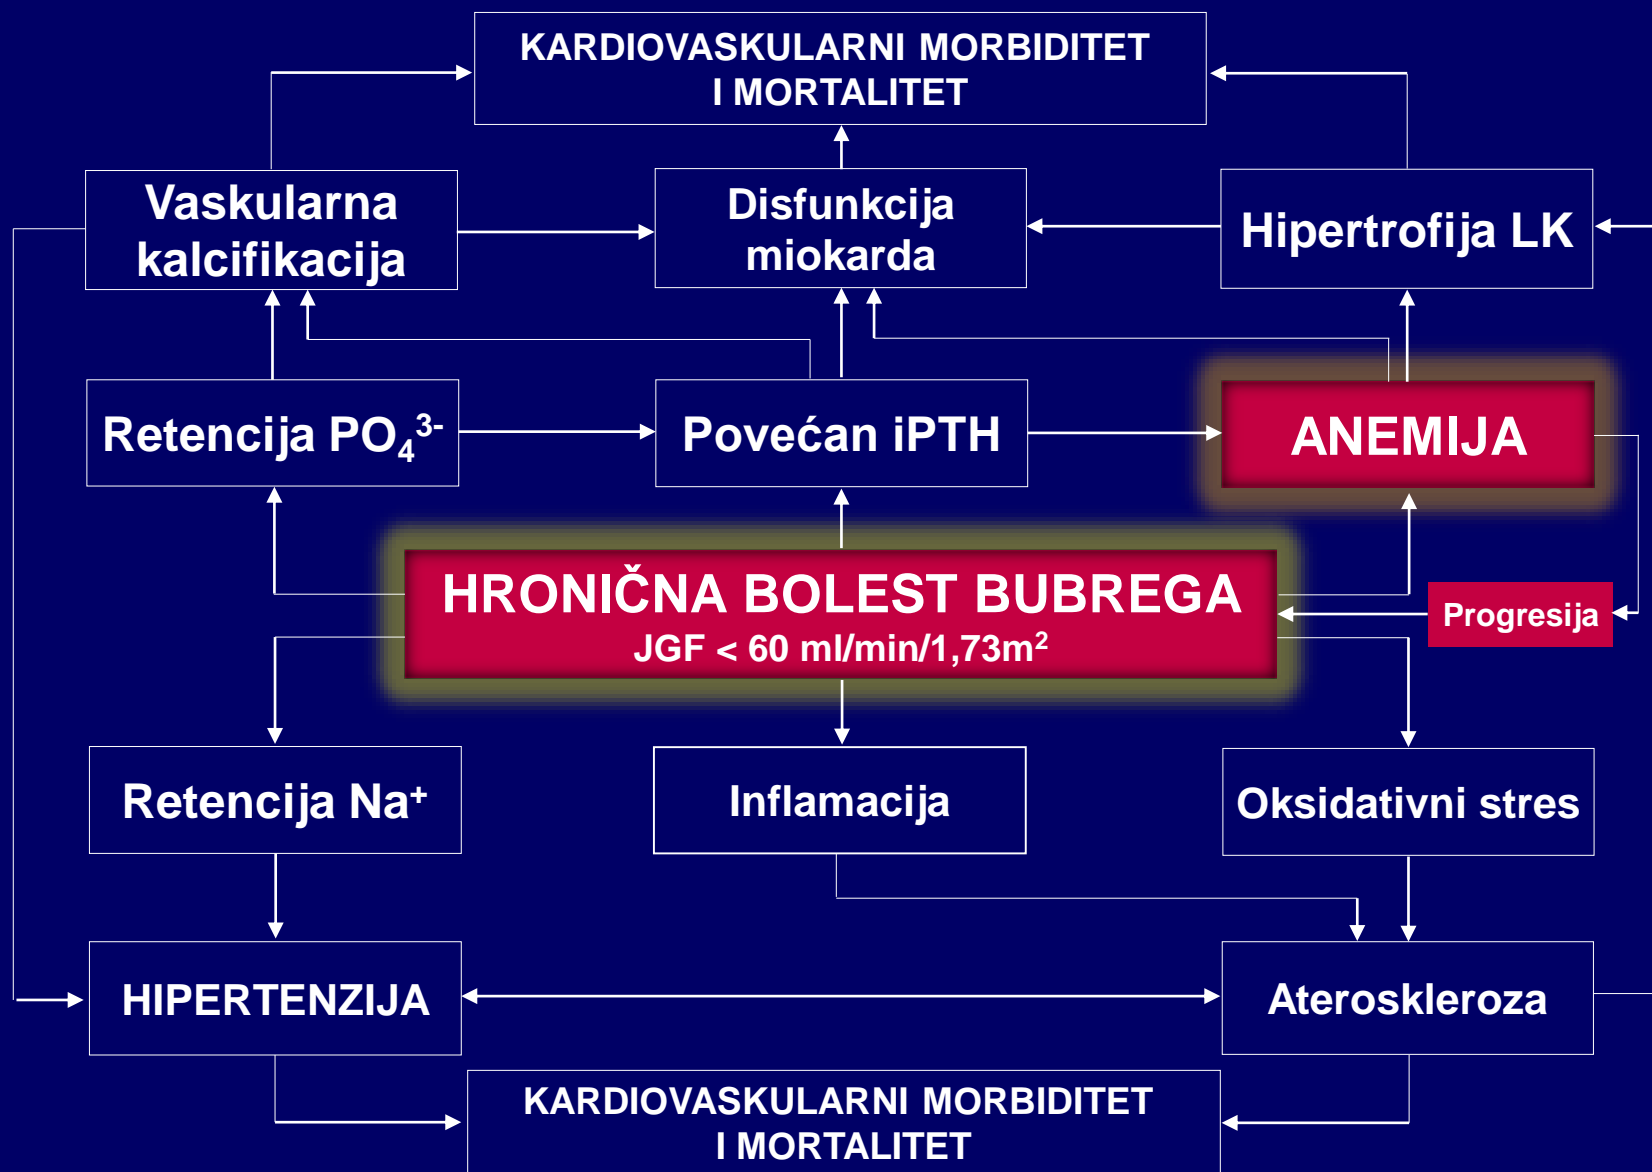 KARDIOVASKULARNI MORBIDITET
I MORTALITET
Vaskularna
kalcifikacija
Disfunkcija
miokarda
Hipertrofija LK
Retencija PO₄³⁻
Povećan iPTH
ANEMIJA
HRONIČNA BOLEST BUBREGA
JGF < 60 ml/min/1,73m²
Progresija
Retencija Na⁺
Inflamacija
Oksidativni stres
HIPERTENZIJA
Ateroskleroza
KARDIOVASKULARNI MORBIDITET
I MORTALITET